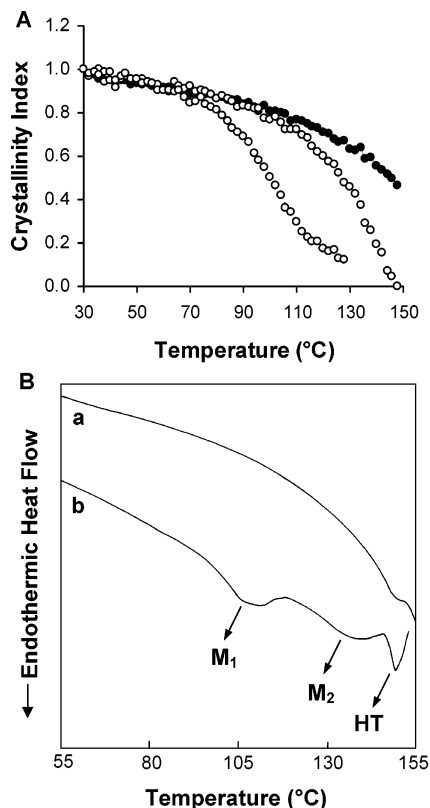 A
1.2
1.0
0.8
0.6
0.4
0.2
0.0
Crystallinity Index
30 50 70 90 110 130 150
Temperature (°C)
B
a
b
← Endothermic Heat Flow
M₁
M₂
HT
55 80 105 130 155
Temperature (°C)